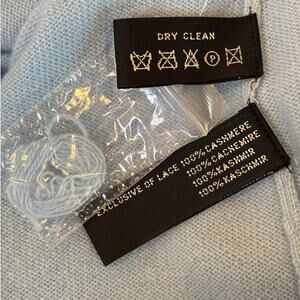 DRY CLEAN
P
EXCLUSIVE OF LACE 100%CASHMERE
100%CACHEMIRE
100%KASHMIR
100%KASCHMIR